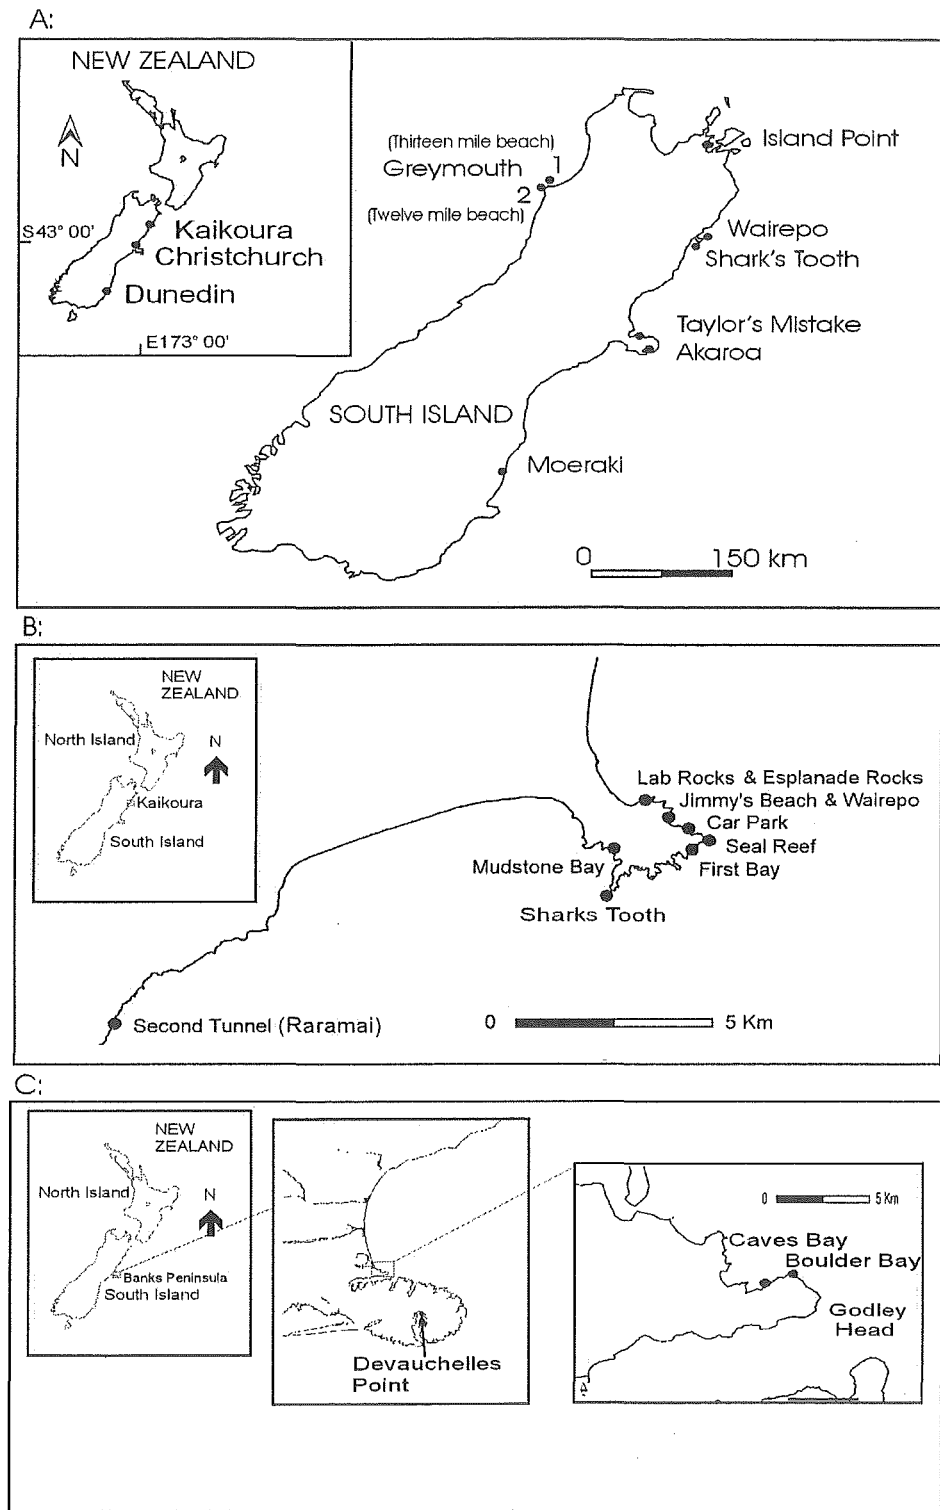 A:
NEW ZEALAND
N
S43° 00'
Kaikoura
Christchurch
Dunedin
E173° 00'
(Thirteen mile beach)
Greymouth
1
2
(Twelve mile beach)
Island Point
Wairepo
Shark's Tooth
Taylor's Mistake
Akaroa
SOUTH ISLAND
Moeraki
0 150 km
B:
NEW
ZEALAND
North Island
N
Kaikoura
South Island
Lab Rocks & Esplanade Rocks
Jimmy's Beach & Wairepo
Car Park
Seal Reef
Mudstone Bay
First Bay
Sharks Tooth
Second Tunnel (Raramai)
0 5 Km
C:
NEW
ZEALAND
North Island
N
Banks Peninsula
South Island
Devauchelles
Point
0 5 Km
Caves Bay
Boulder Bay
Godley
Head